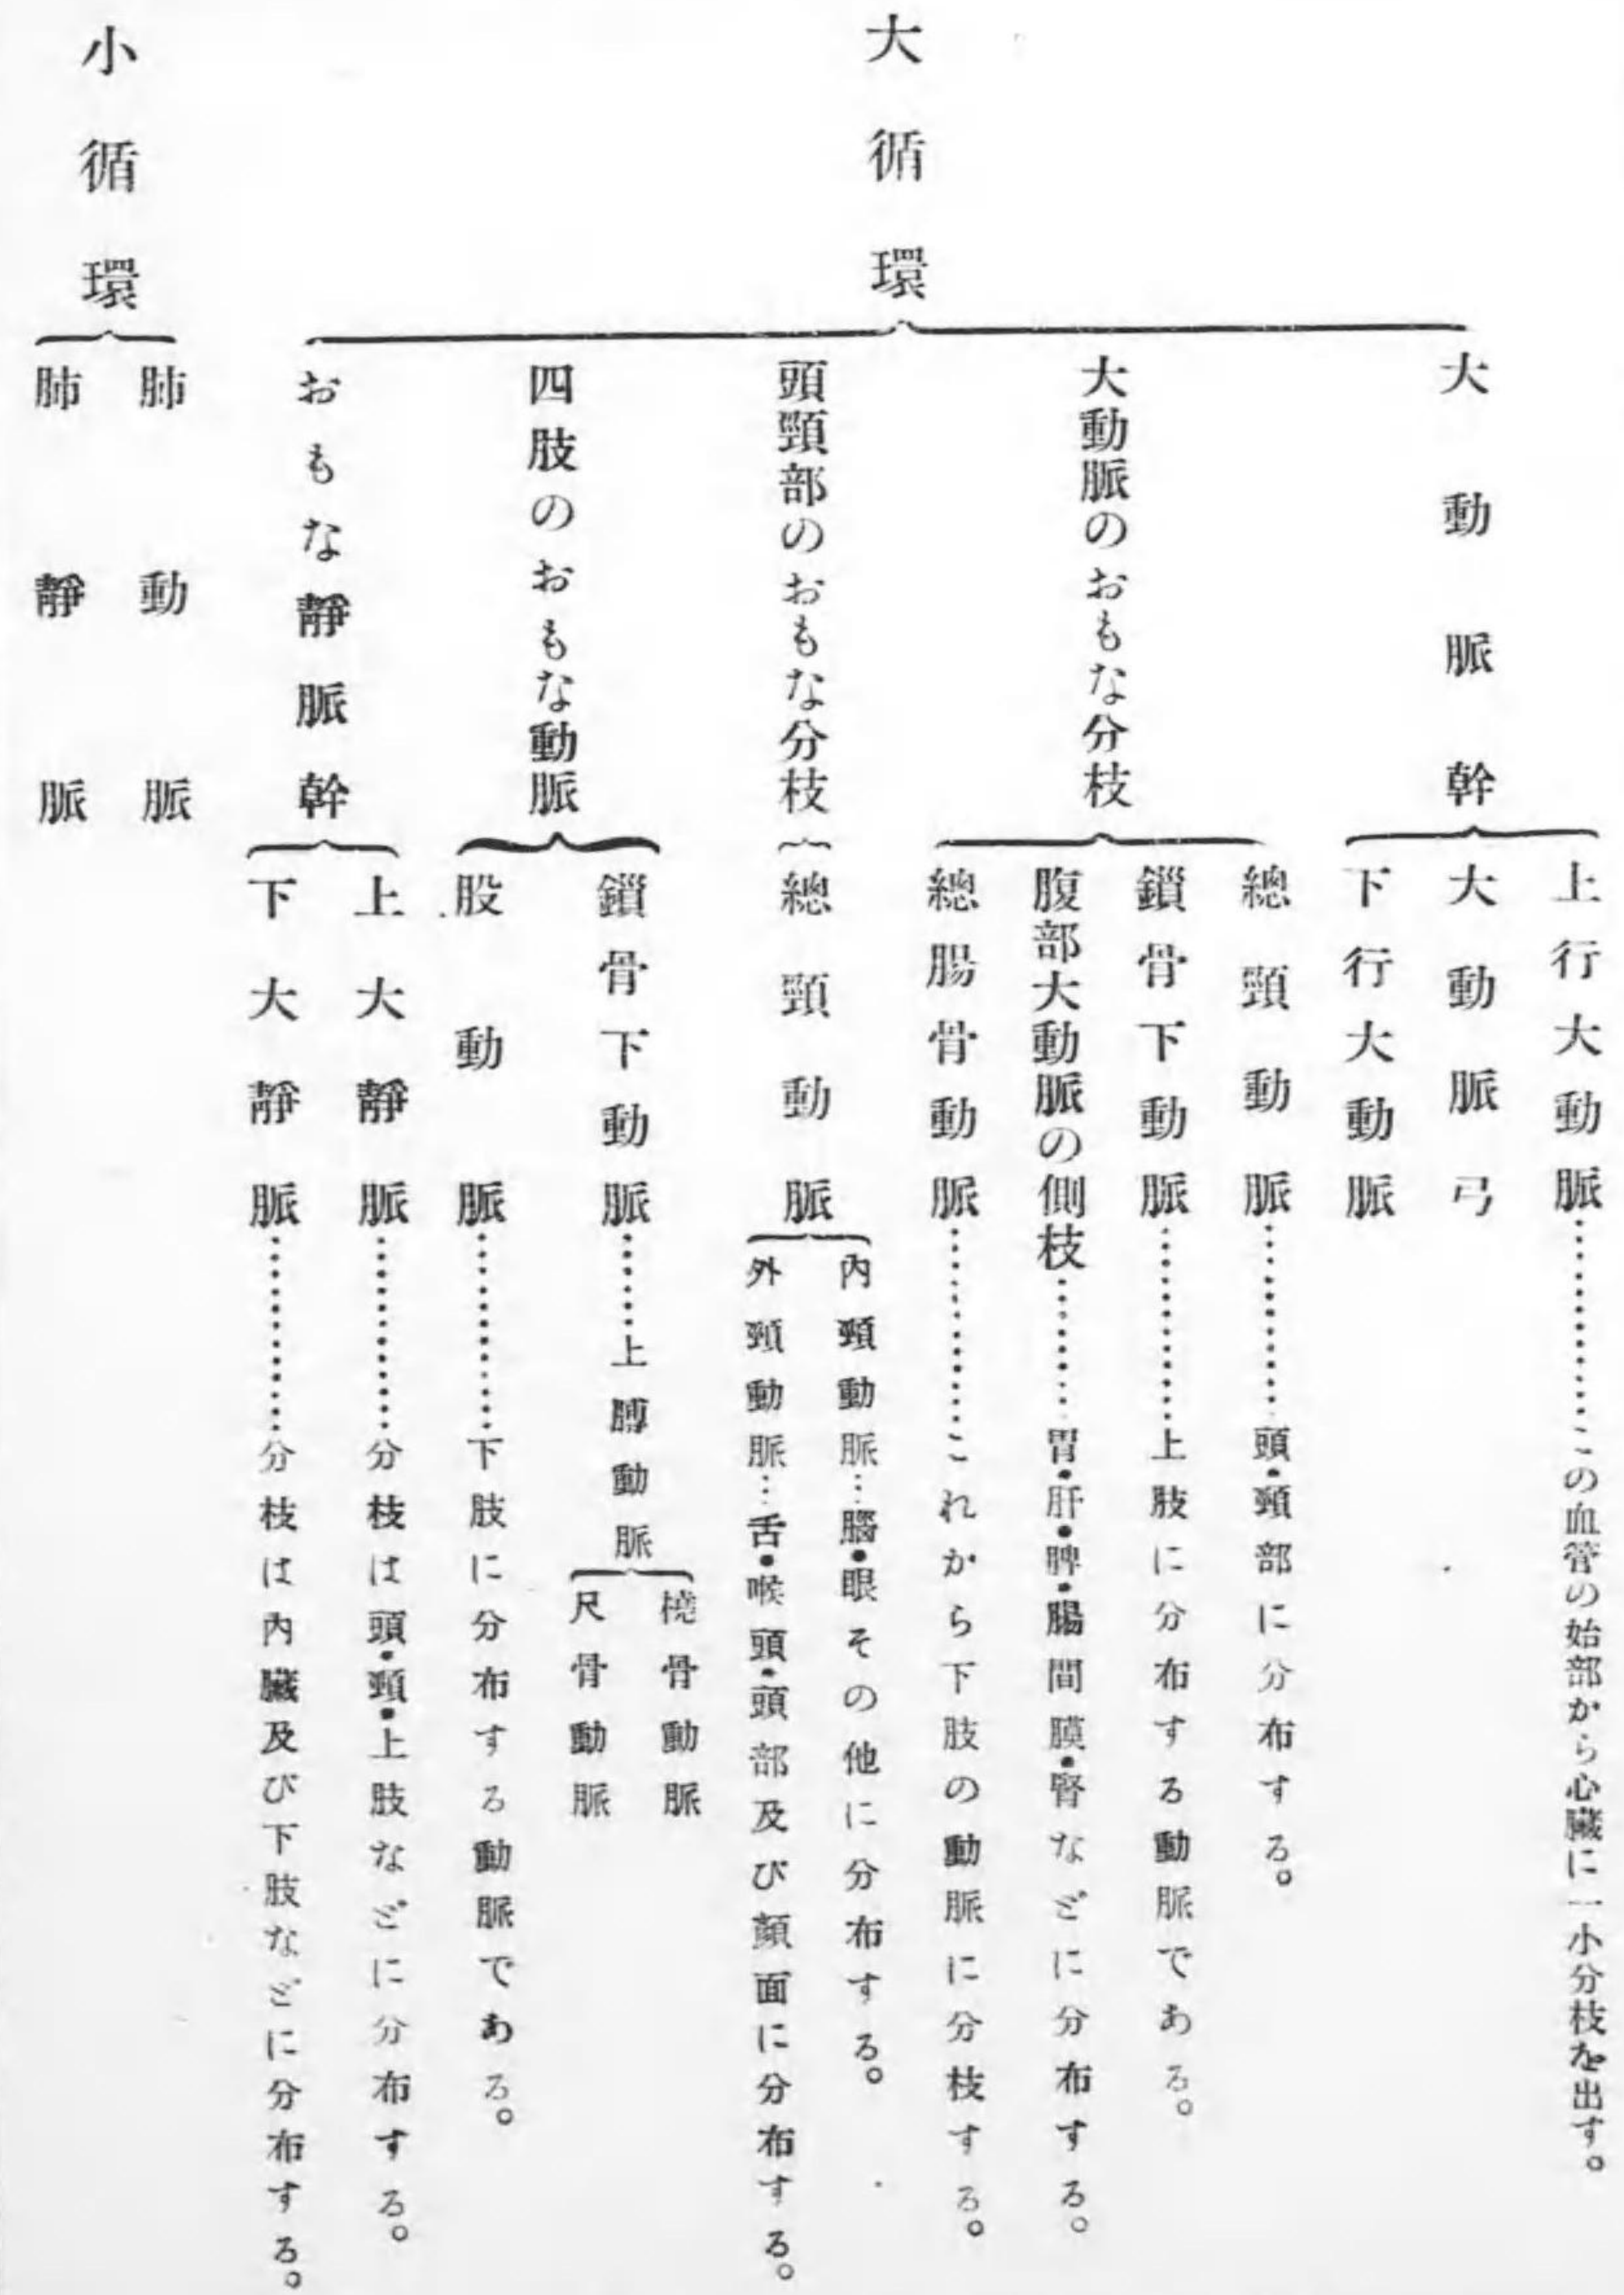 大循環
大動脈幹
上行大動脈…………この血管の始部から心臟に一小分枝を出す。
大動脈弓
下行大動脈
大動脈のおもな分枝
總頸動脈…………頭・頸部に分布する。
鎖骨下動脈…………上肢に分布する動脈である。
腹部大動脈の側枝………胃・肝・脾・腸間膜・腎などに分布する。
總腸骨動脈…………これから下肢の動脈に分枝する。
頭頸部のおもな分枝
總頸動脈
內頸動脈…腦・眼その他に分布する。
外頸動脈…舌・喉頭・頭部及び顏面に分布する。
四肢のおもな動脈
鎖骨下動脈……上膊動脈
橈骨動脈
尺骨動脈
股動脈…………下肢に分布する動脈である。
おもな靜脈幹
上大靜脈…………分枝は頭・頸・上肢などに分布する。
下大靜脈…………分枝は內臟及び下肢などに分布する。
小循環
肺動脈
肺靜脈